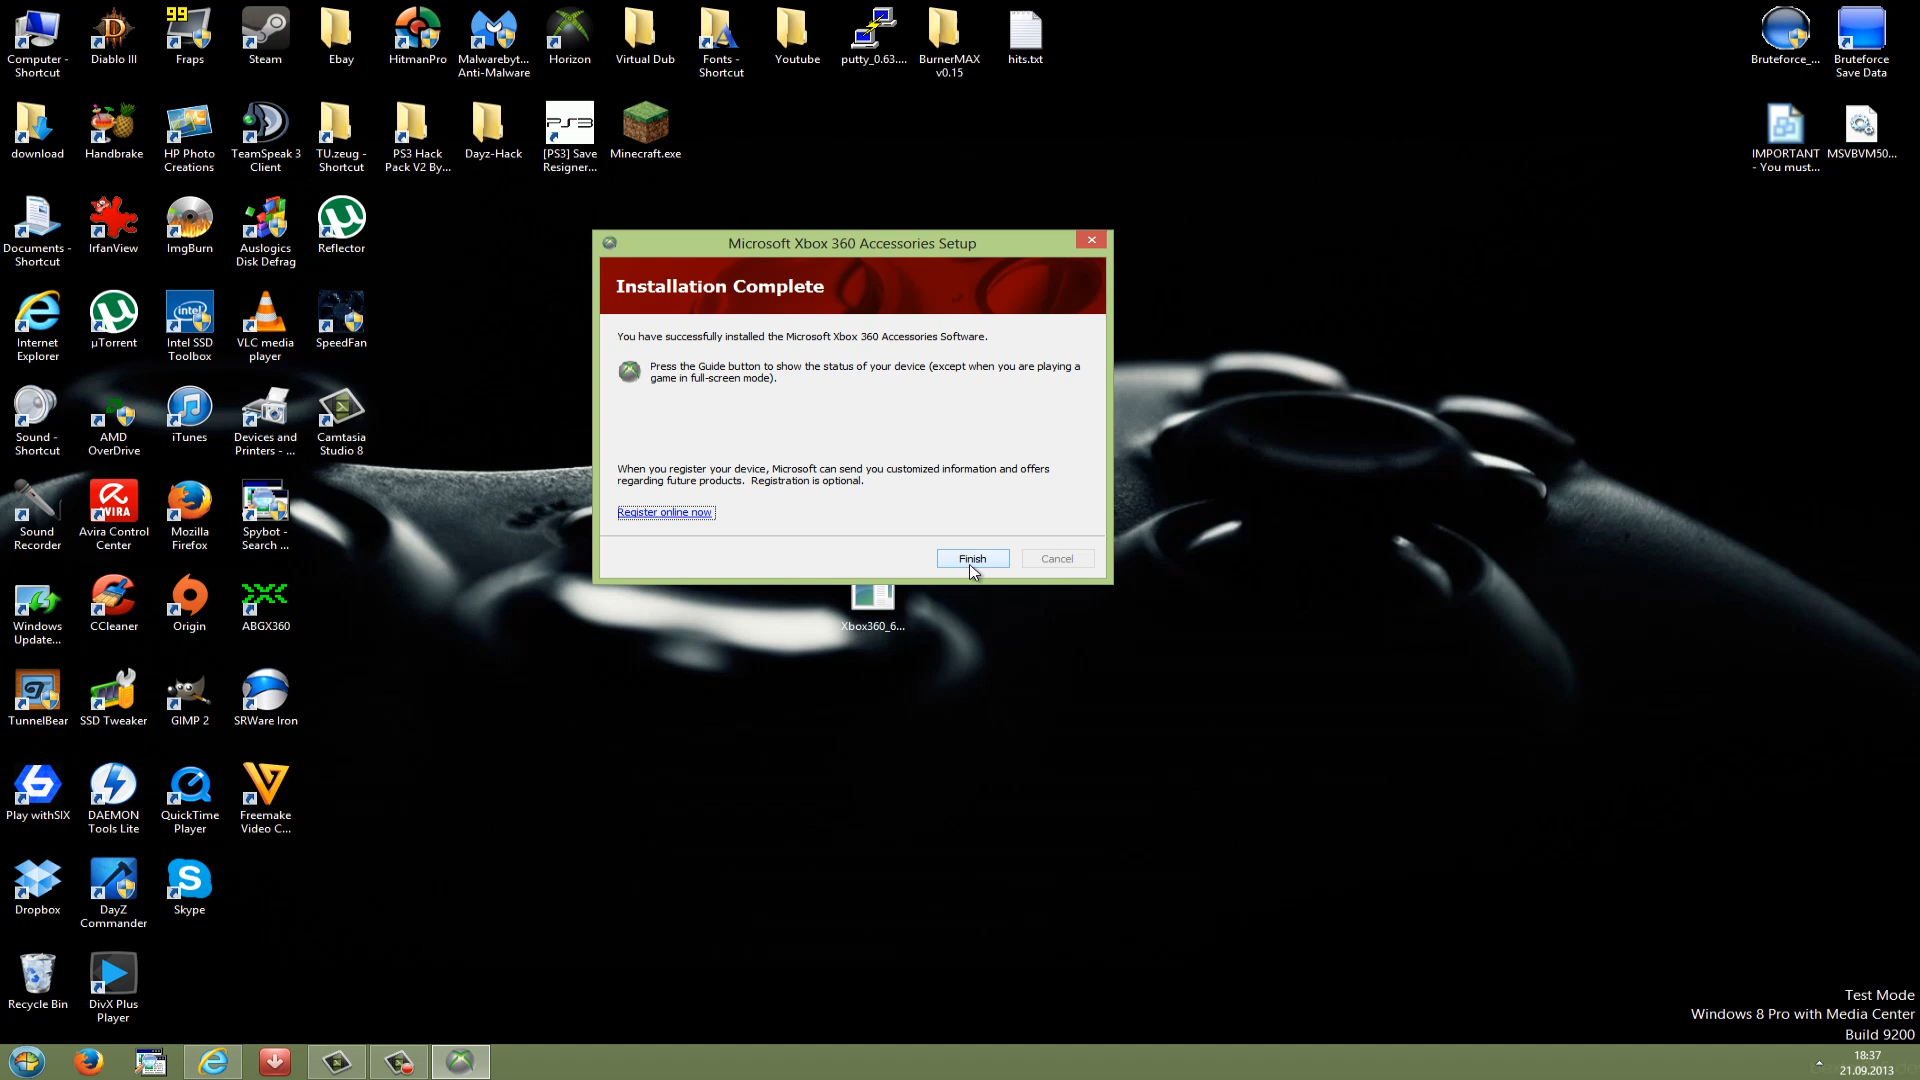 Computer -
Shortcut
Diablo III
99
Fraps
Steam
Ebay
HitmanPro
Malwarebyt...
Anti-Malware
Horizon
Virtual Dub
Fonts -
Shortcut
Youtube
putty_0.63....
BurnerMAX
v0.15
hits.txt
Bruteforce_...
Bruteforce
Save Data
download
Handbrake
HP Photo
Creations
TeamSpeak 3
Client
TU.zeug -
Shortcut
PS3 Hack
Pack V2 By...
Dayz-Hack
PS3
[PS3] Save
Resigner...
Minecraft.exe
IMPORTANT
- You must...
MSVBVM50...
Documents -
Shortcut
IrfanView
ImgBurn
Auslogics
Disk Defrag
Reflector
Internet
Explorer
µTorrent
intel
Intel SSD
Toolbox
VLC media
player
SpeedFan
Sound -
Shortcut
AMD
OverDrive
iTunes
Devices and
Printers - ...
Camtasia
Studio 8
Sound
Recorder
AVIRA
Avira Control
Center
Mozilla
Firefox
Spybot -
Search ...
Windows
Update...
CCleaner
Origin
ABGX360
TunnelBear
SSD Tweaker
GIMP 2
SRWare Iron
Play withSIX
DAEMON
Tools Lite
QuickTime
Player
Freemake
Video C...
Dropbox
DayZ
Commander
Skype
Recycle Bin
DivX Plus
Player
Microsoft Xbox 360 Accessories Setup
Installation Complete
You have successfully installed the Microsoft Xbox 360 Accessories Software.
Press the Guide button to show the status of your device (except when you are playing a
game in full-screen mode).
When you register your device, Microsoft can send you customized information and offers
regarding future products. Registration is optional.
Register online now
Finish
Cancel
Xbox360_6...
Test Mode
Windows 8 Pro with Media Center
Build 9200
18:37
21.09.2013